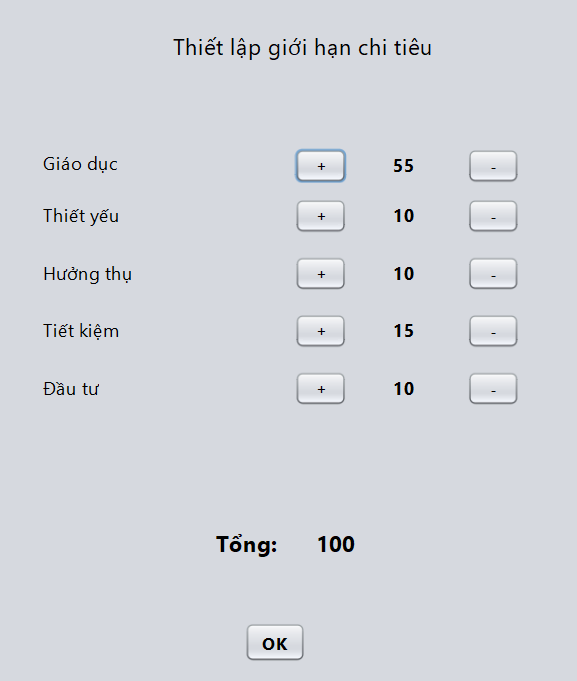 Thiết lập giới hạn chi tiêu
Giáo dục + 55 -
Thiết yếu + 10 -
Hưởng thụ + 10 -
Tiết kiệm + 15 -
Đầu tư + 10 -
Tổng: 100
OK